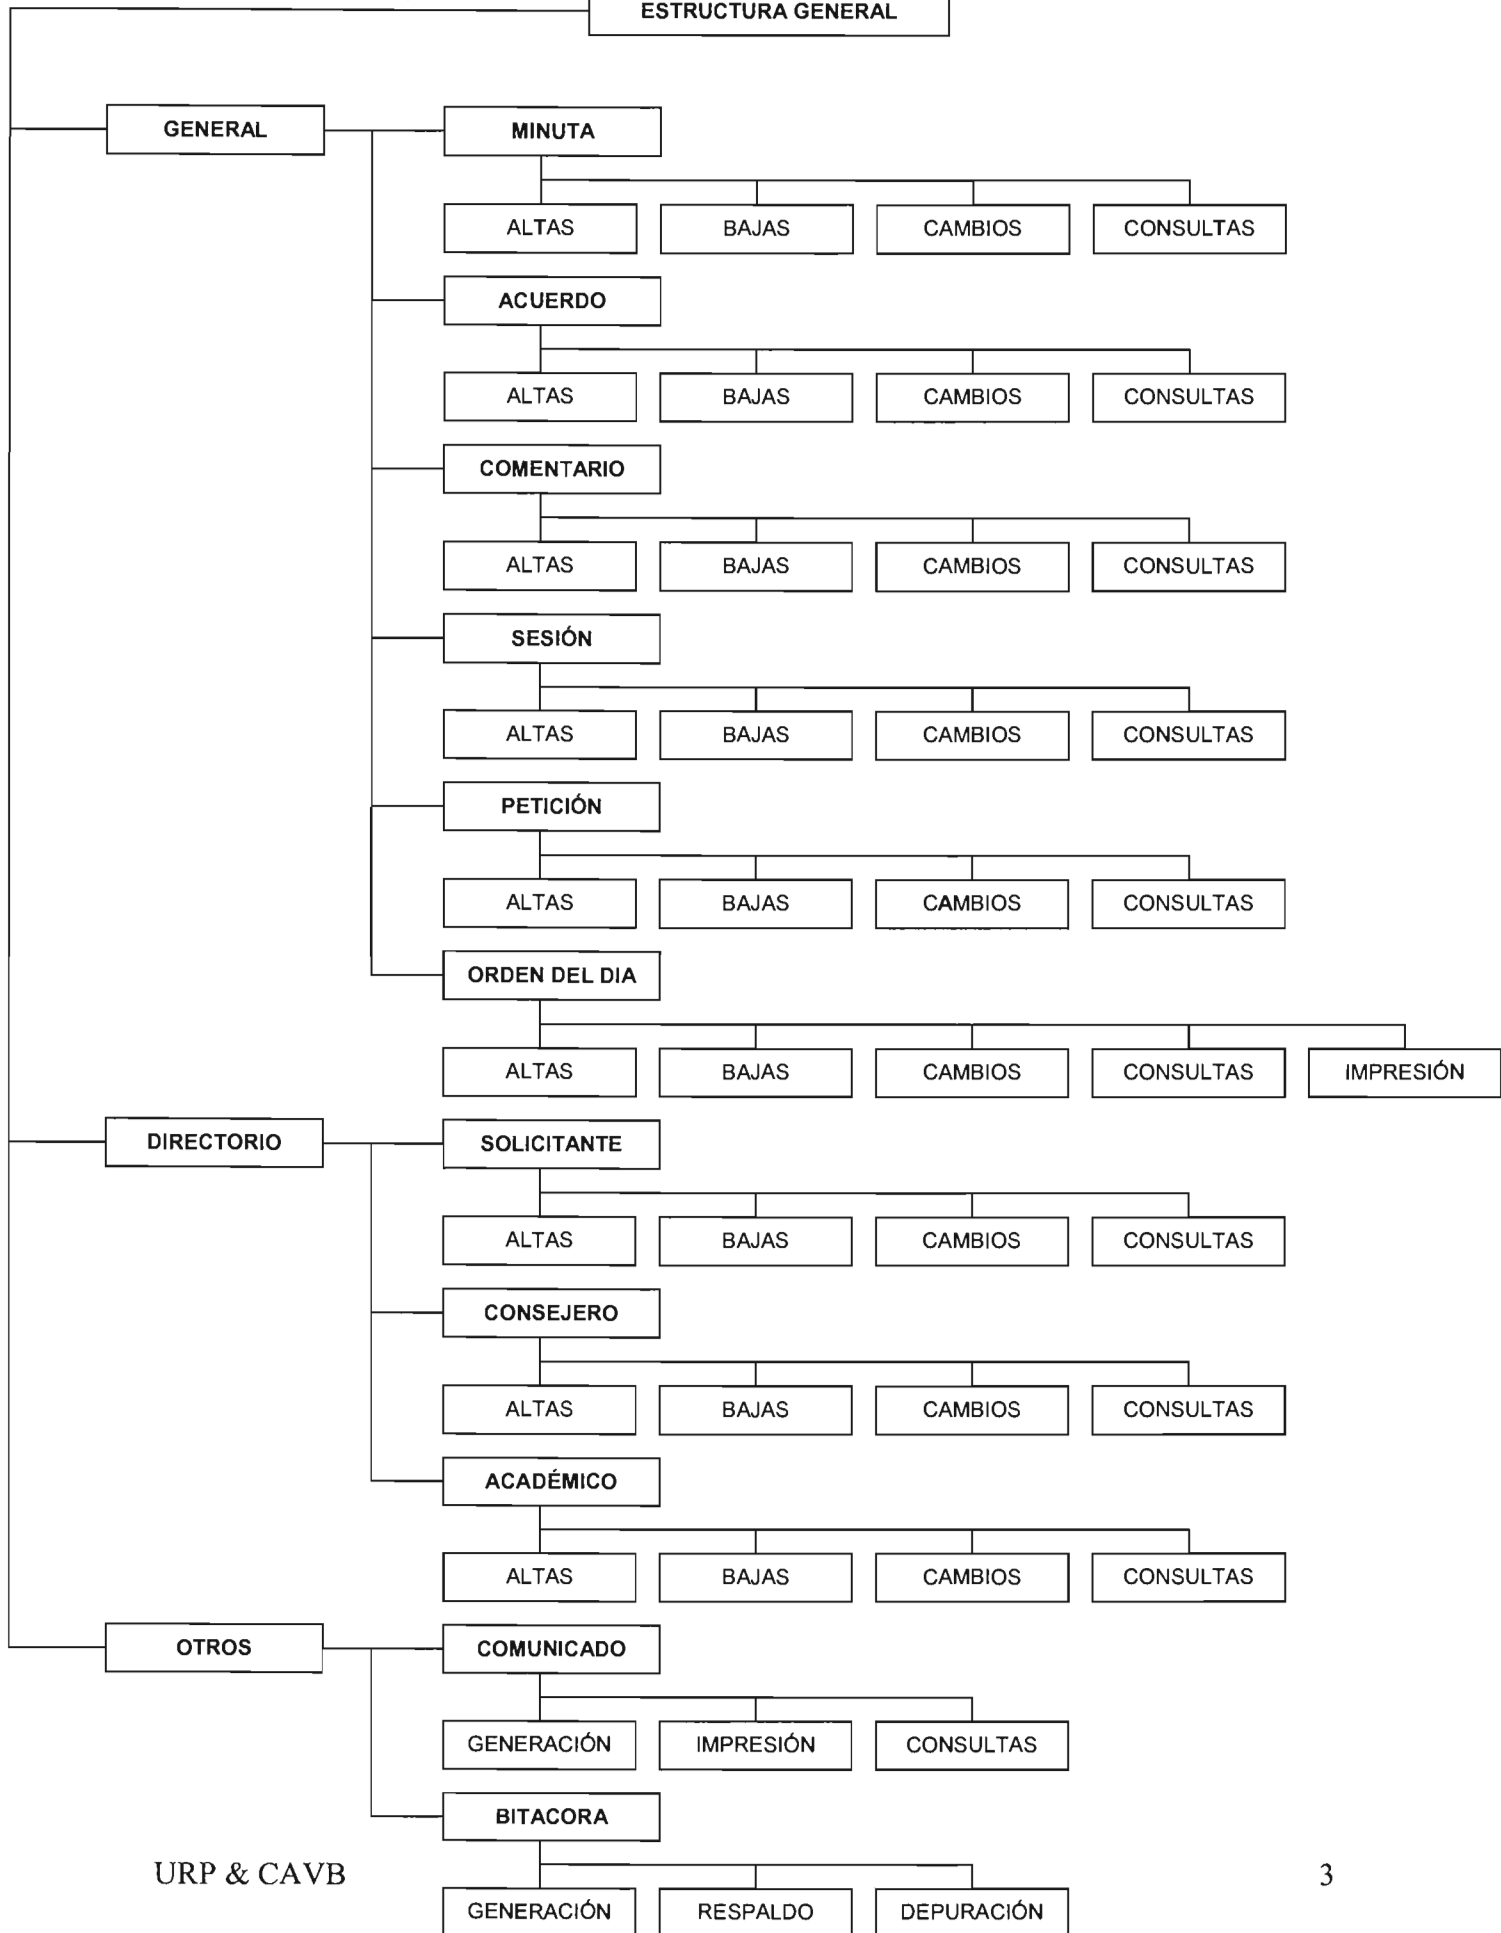 ESTRUCTURA GENERAL
GENERAL
MINUTA
ALTAS BAJAS CAMBIOS CONSULTAS
ACUERDO
ALTAS BAJAS CAMBIOS CONSULTAS
COMENTARIO
ALTAS BAJAS CAMBIOS CONSULTAS
SESIÓN
ALTAS BAJAS CAMBIOS CONSULTAS
PETICIÓN
ALTAS BAJAS CAMBIOS CONSULTAS
ORDEN DEL DIA
ALTAS BAJAS CAMBIOS CONSULTAS IMPRESIÓN
DIRECTORIO
SOLICITANTE
ALTAS BAJAS CAMBIOS CONSULTAS
CONSEJERO
ALTAS BAJAS CAMBIOS CONSULTAS
ACADÉMICO
ALTAS BAJAS CAMBIOS CONSULTAS
OTROS
COMUNICADO
GENERACIÓN IMPRESIÓN CONSULTAS
BITACORA
GENERACIÓN RESPALDO DEPURACIÓN
URP & CAVB 3